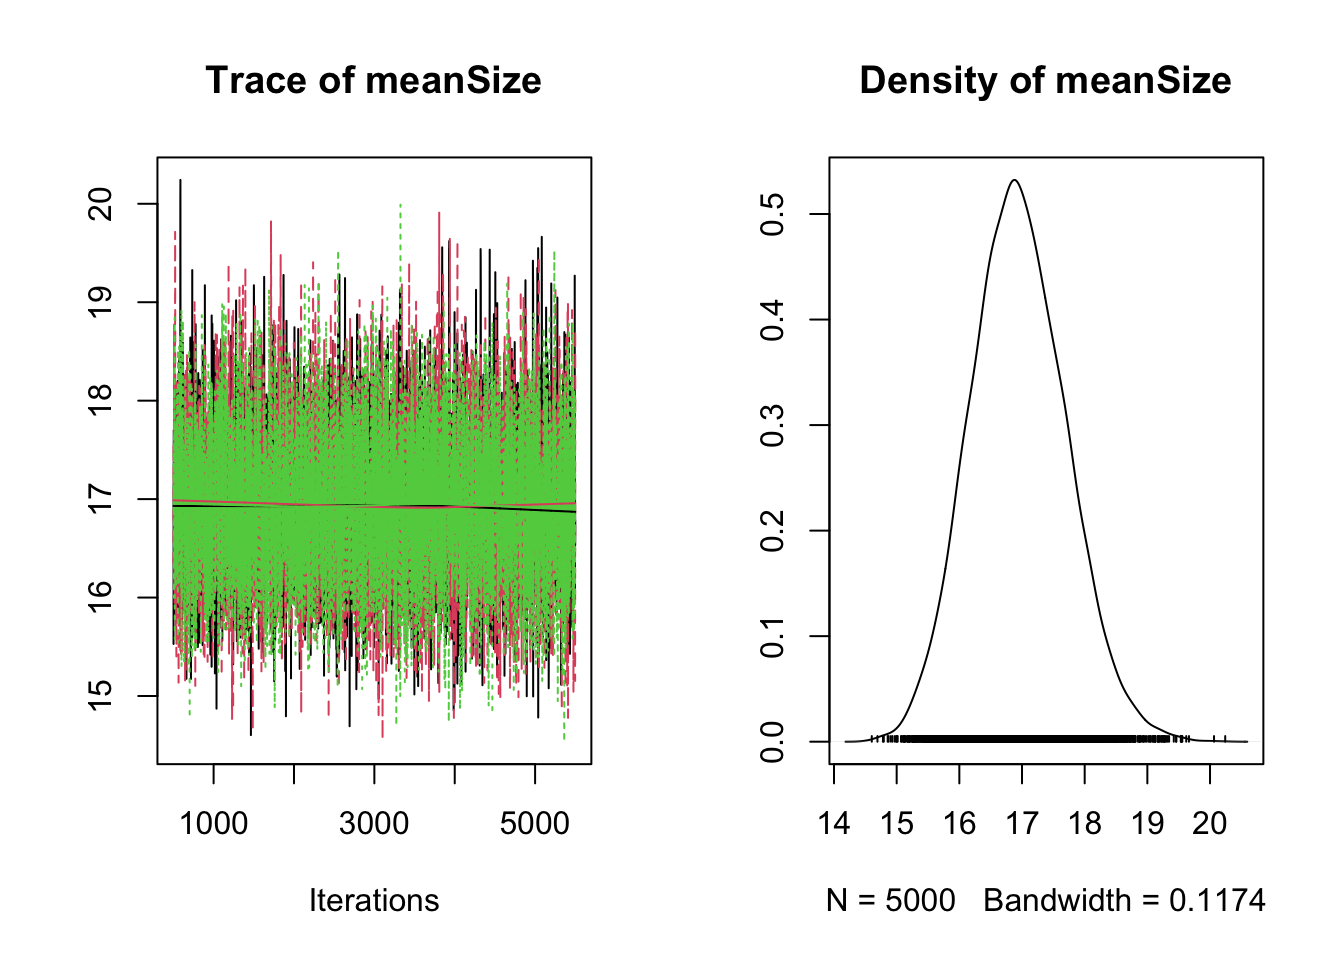 Trace of meanSize
20
19
18
17
16
15
1000 3000 5000
Iterations
Density of meanSize
0.5
0.4
0.3
0.2
0.1
0.0
14 15 16 17 18 19 20
N = 5000 Bandwidth = 0.1174